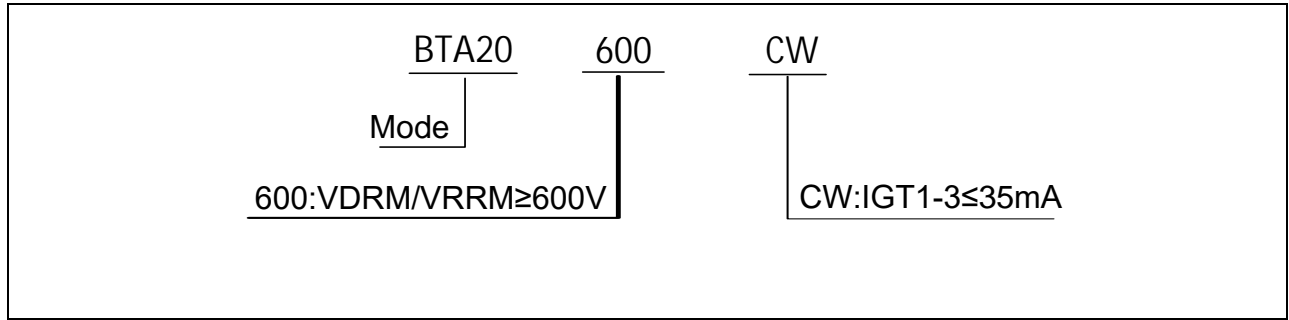 BTA20 600 CW
Mode
600:VDRM/VRRM≥600V CW:IGT1-3≤35mA